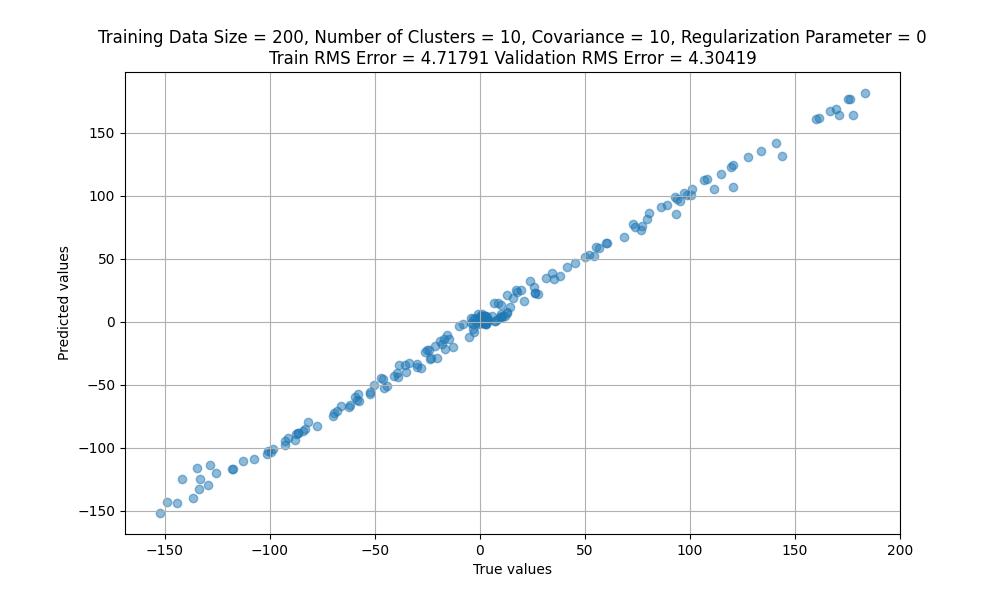 Training Data Size = 200, Number of Clusters = 10, Covariance = 10, Regularization Parameter = 0
Train RMS Error = 4.71791 Validation RMS Error = 4.30419
150
100
50
0
−50
−100
−150
Predicted values
−150 −100 −50 0 50 100 150 200
True values